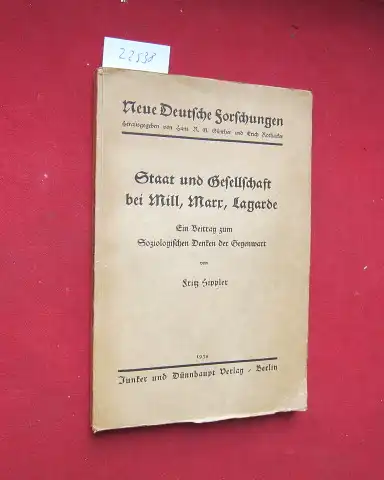 22538
Neue Deutsche Forschungen
Herausgegeben von Hans R. G. Günther und Erich Rothacker
Staat und Gesellschaft
bei Mill, Marx, Lagarde
Ein Beitrag zum
Soziologischen Denken der Gegenwart
von
Fritz Hippler
Junker und Dünnhaupt Verlag - Berlin